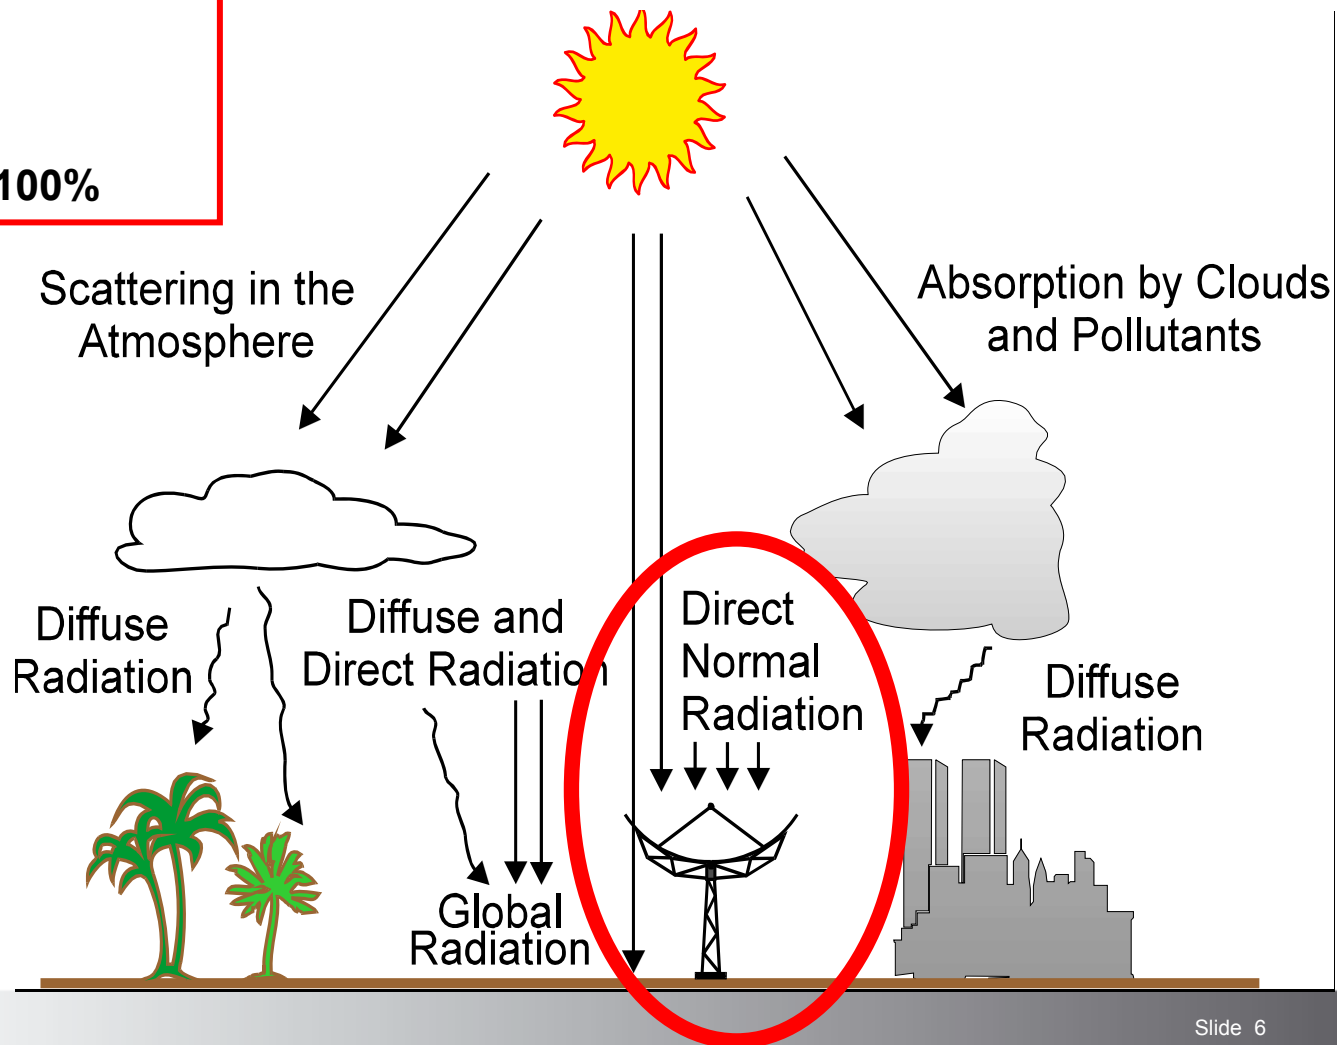 100%
Scattering in the
Atmosphere
Absorption by Clouds
and Pollutants
Diffuse
Radiation
Diffuse and
Direct Radiation
Direct
Normal
Radiation
Diffuse
Radiation
Global
Radiation
Slide 6